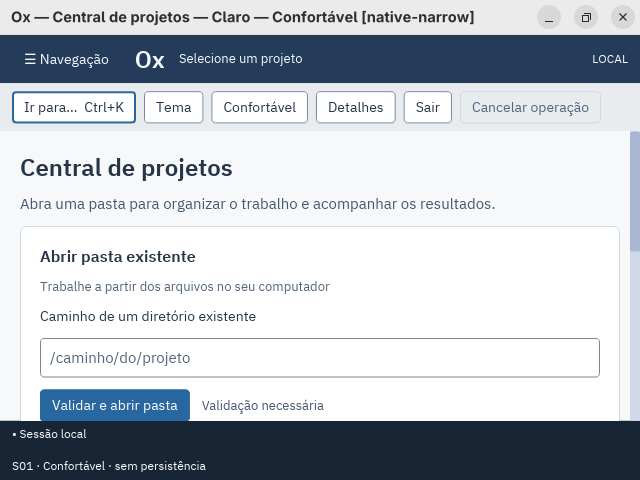 Ox — Central de projetos — Claro — Confortável [native-narrow]
☰ Navegação Ox Selecione um projeto LOCAL
Ir para... Ctrl+K Tema Confortável Detalhes Sair Cancelar operação
Central de projetos
Abra uma pasta para organizar o trabalho e acompanhar os resultados.
Abrir pasta existente
Trabalhe a partir dos arquivos no seu computador
Caminho de um diretório existente
/caminho/do/projeto
Validar e abrir pasta Validação necessária
• Sessão local
S01 · Confortável · sem persistência